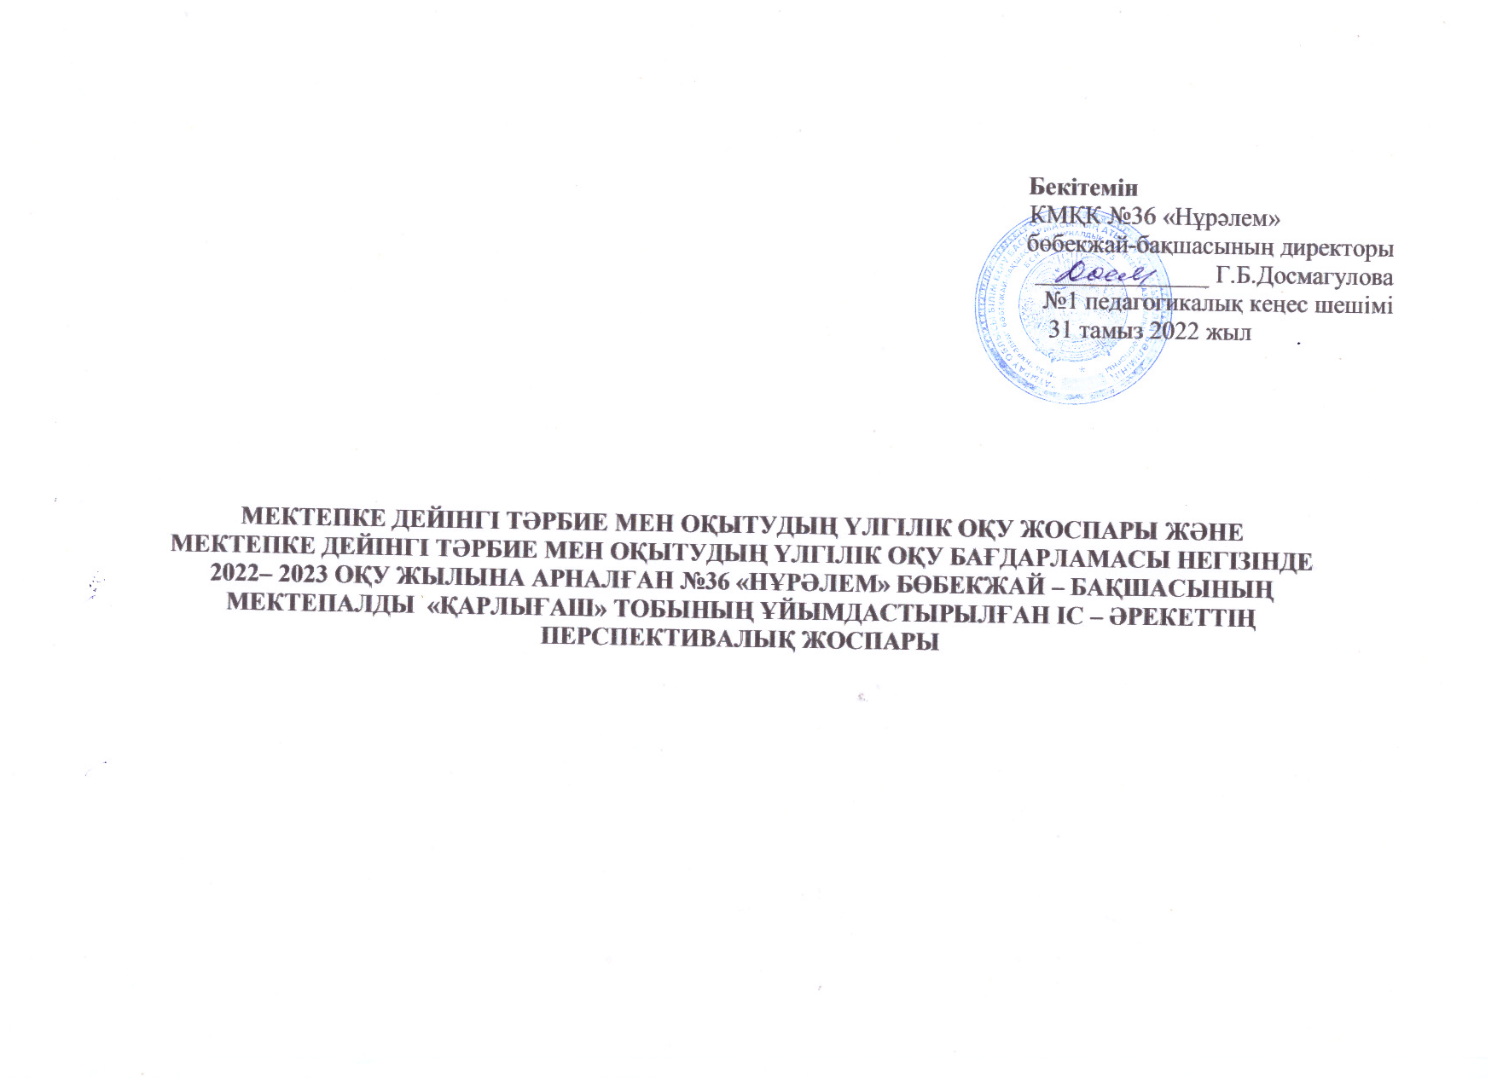 Бекітемін
КМҚК №36 «Нұрәлем»
бөбекжай-бақшасының директоры
Г.Б.Досмагулова
№1 педагогикалық кеңес шешімі
31 тамыз 2022 жыл
МЕКТЕПКЕ ДЕЙІНГІ ТӘРБИЕ МЕН ОҚЫТУДЫҢ ҮЛГІЛІК ОҚУ ЖОСПАРЫ ЖӘНЕ
МЕКТЕПКЕ ДЕЙІНГІ ТӘРБИЕ МЕН ОҚЫТУДЫҢ ҮЛГІЛІК ОҚУ БАҒДАРЛАМАСЫ НЕГІЗІНДЕ
2022– 2023 ОҚУ ЖЫЛЫНА АРНАЛҒАН №36 «НҰРӘЛЕМ» БӨБЕКЖАЙ – БАҚШАСЫНЫҢ
МЕКТЕПАЛДЫ «ҚАРЛЫҒАШ» ТОБЫНЫҢ ҰЙЫМДАСТЫРЫЛҒАН ІС – ӘРЕКЕТТІҢ
ПЕРСПЕКТИВАЛЫҚ ЖОСПАРЫ